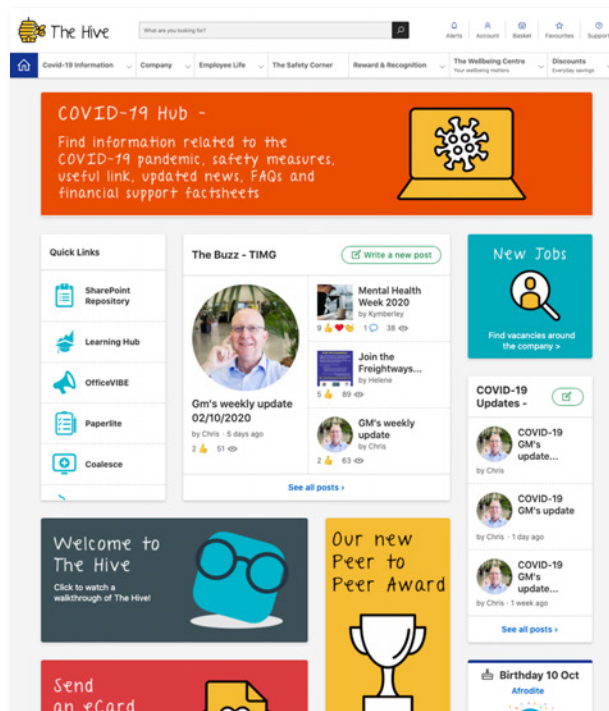 The Hive
What are you looking for?
Alerts
Account
Basket
Favourites
Support
Covid-19 Information
Company
Employee Life
The Safety Corner
Reward & Recognition
The Wellbeing Centre
Your wellbeing matters
Discounts
Everyday savings
COVID-19 Hub -
Find information related to the
COVID-19 pandemic, safety measures,
useful link, updated news, FAQs and
financial support factsheets
Quick Links
SharePoint
Repository
Learning Hub
OfficeVIBE
Paperlite
Coalesce
The Buzz - TIMG
Write a new post
Gm's weekly update
02/10/2020
by Chris · 5 days ago
2
51
Mental Health
Week 2020
by Kymberley
9
1
38
Join the
Freightways...
by Helene
5
89
GM's weekly
update
by Chris
2
63
See all posts ›
New Jobs
Find vacancies around
the company >
COVID-19
Updates -
COVID-19
GM's
update...
by Chris
COVID-19
GM's update
by Chris · 1 day ago
COVID-19
GM's
update...
by Chris · 1 week ago
See all posts ›
Welcome to
The Hive
Click to watch a
walkthrough of The Hive!
Our new
Peer to
Peer Award
Send
an eCard
Birthday 10 Oct
Afrodite